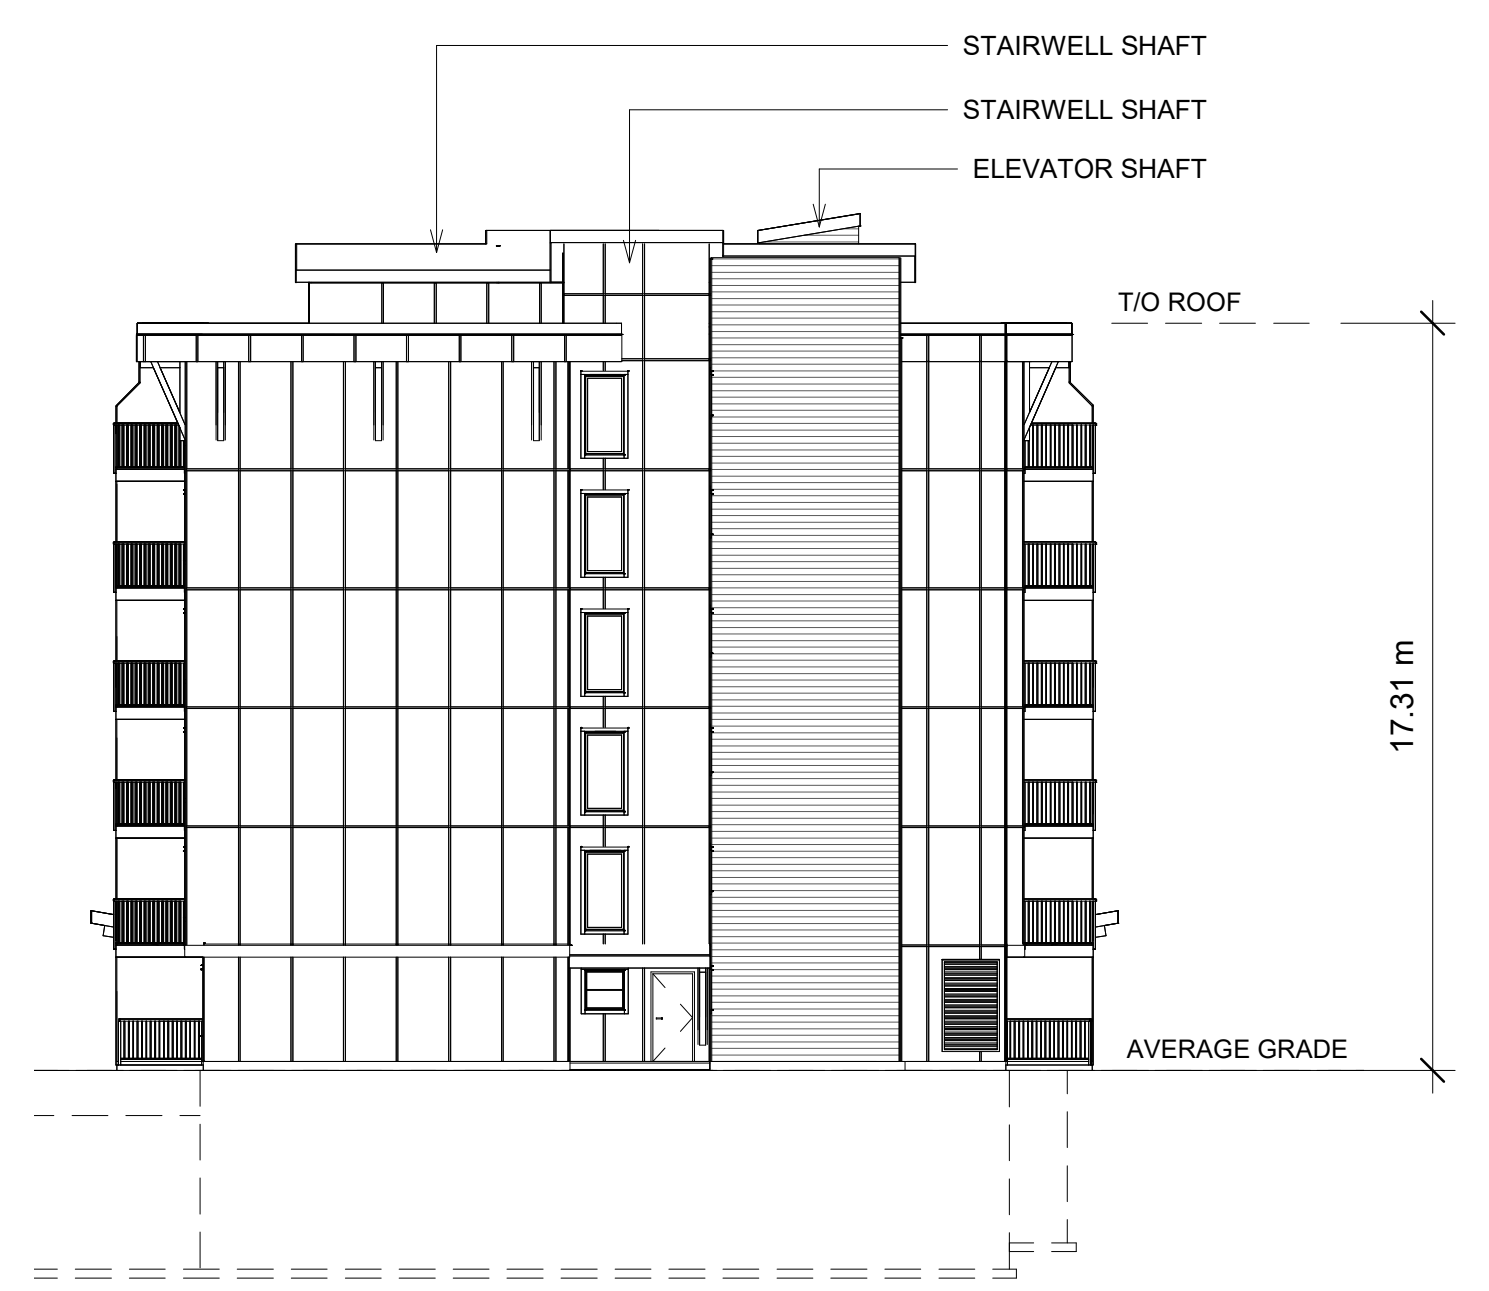 STAIRWELL SHAFT
STAIRWELL SHAFT
ELEVATOR SHAFT
T/O ROOF
17.31 m
AVERAGE GRADE